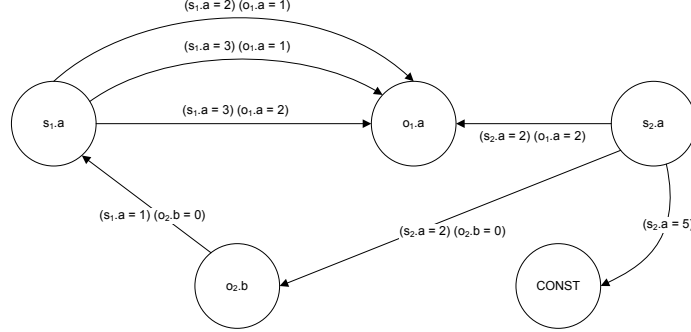 (s₁.a = 2) (o₁.a = 1)
(s₁.a = 3) (o₁.a = 1)
s₁.a
(s₁.a = 3) (o₁.a = 2)
o₁.a
(s₂.a = 2) (o₁.a = 2)
s₂.a
(s₁.a = 1) (o₂.b = 0)
(s₂.a = 2) (o₂.b = 0)
(s₂.a = 5)
o₂.b
CONST